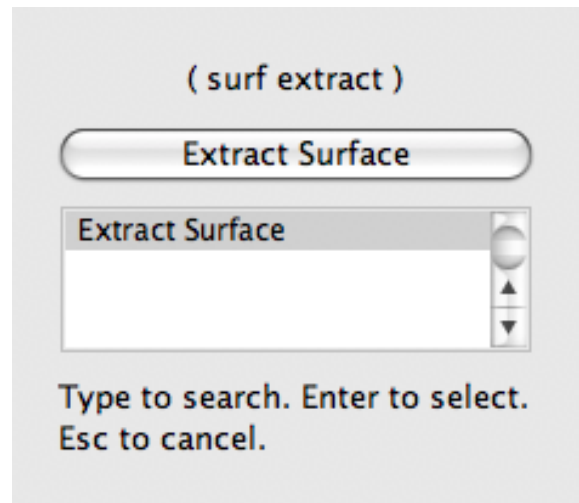 ( surf extract )
Extract Surface
Extract Surface
Type to search. Enter to select.
Esc to cancel.